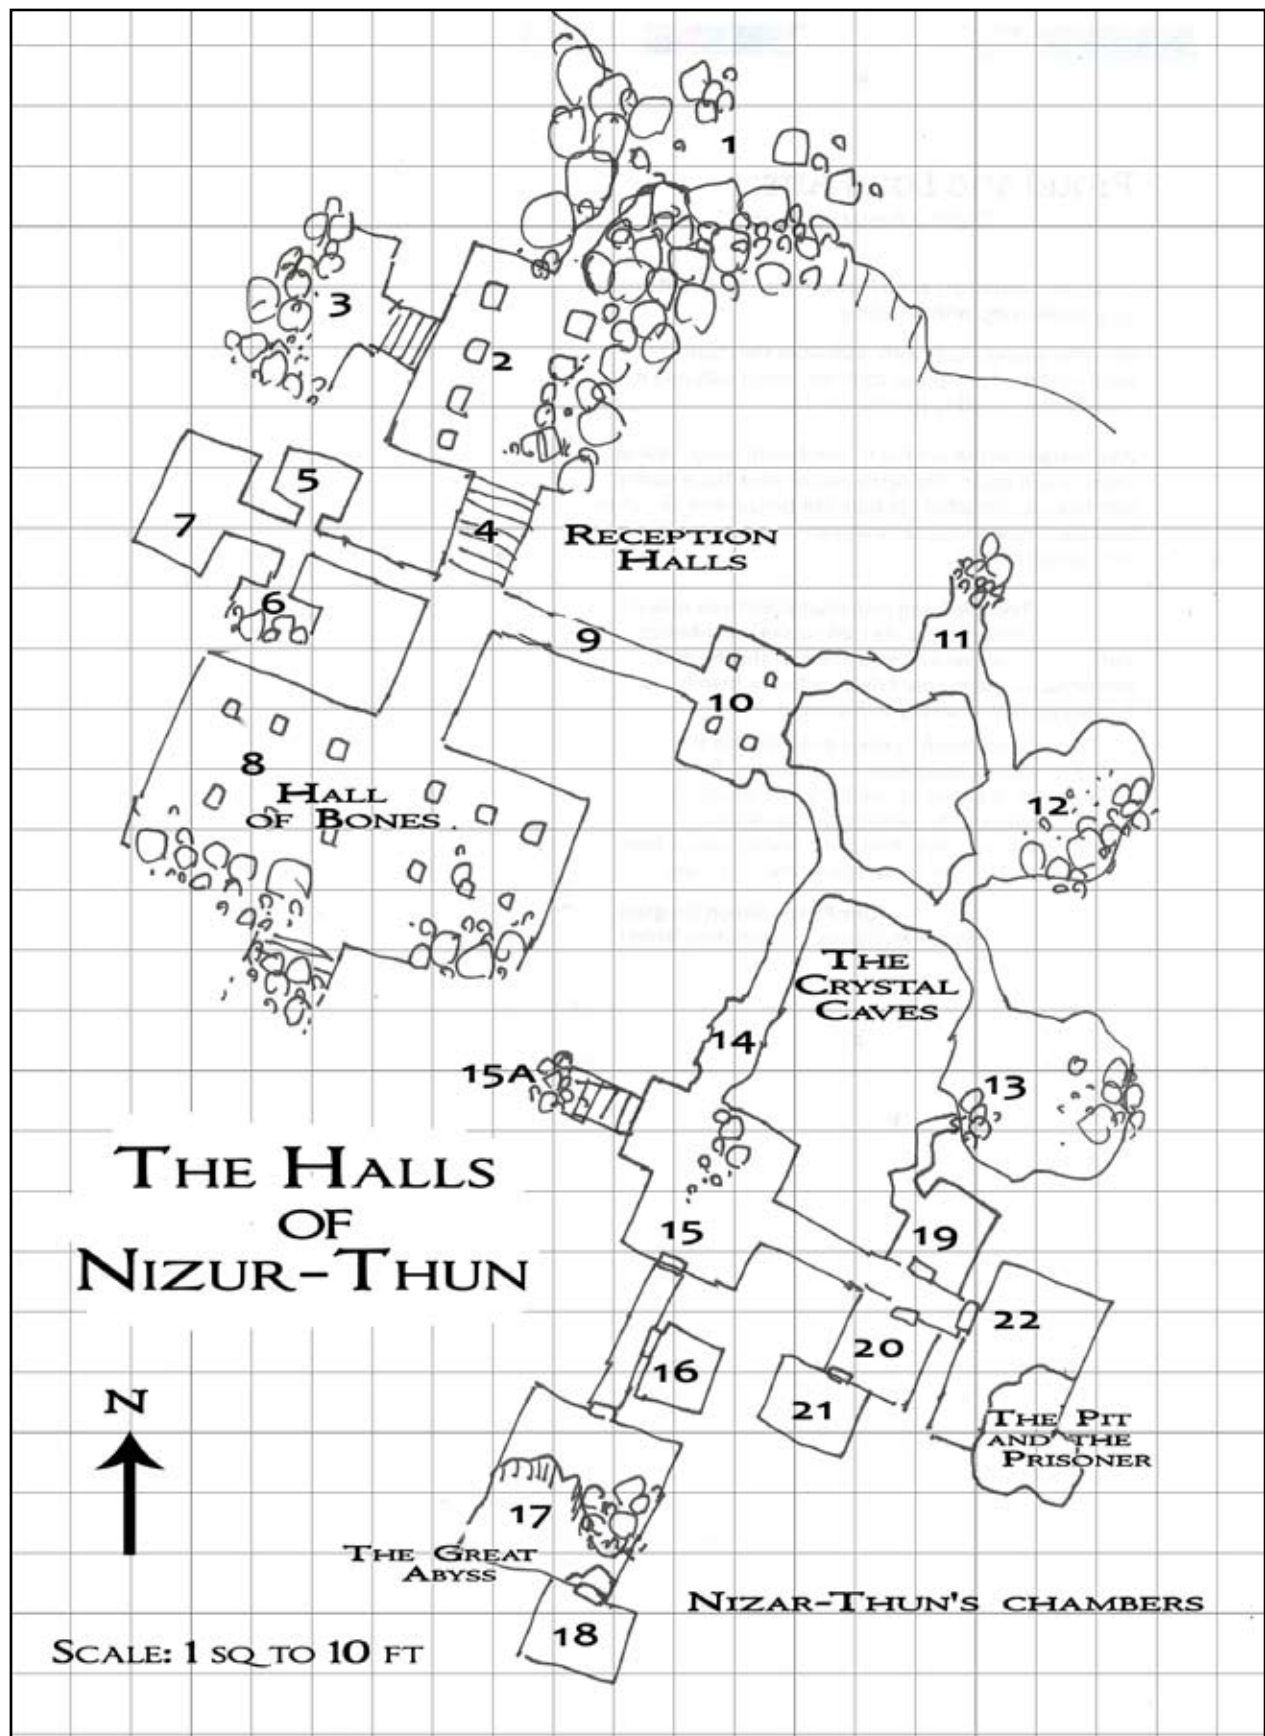 1
3
2
5
7
4
RECEPTION
HALLS
6
9
11
10
8
HALL
OF BONES
12
THE
CRYSTAL
CAVES
14
15A
13
THE HALLS
OF
NIZUR-THUN
15
19
22
20
16
21
N
THE PIT
AND THE
PRISONER
17
THE GREAT
ABYSS
NIZAR-THUN'S CHAMBERS
18
SCALE: 1 SQ TO 10 FT